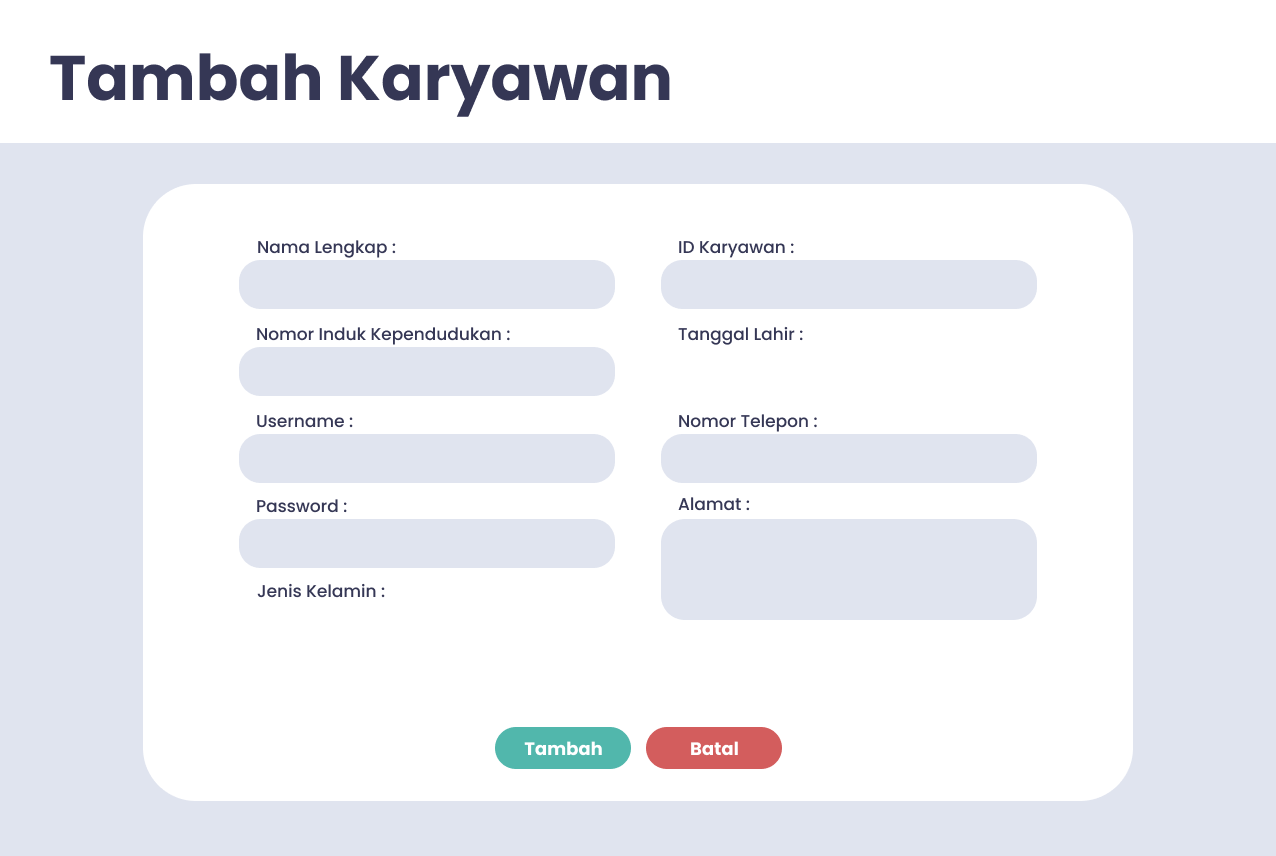 Tambah Karyawan
Nama Lengkap :
ID Karyawan :
Nomor Induk Kependudukan :
Tanggal Lahir :
Username :
Nomor Telepon :
Password :
Alamat :
Jenis Kelamin :
Tambah
Batal